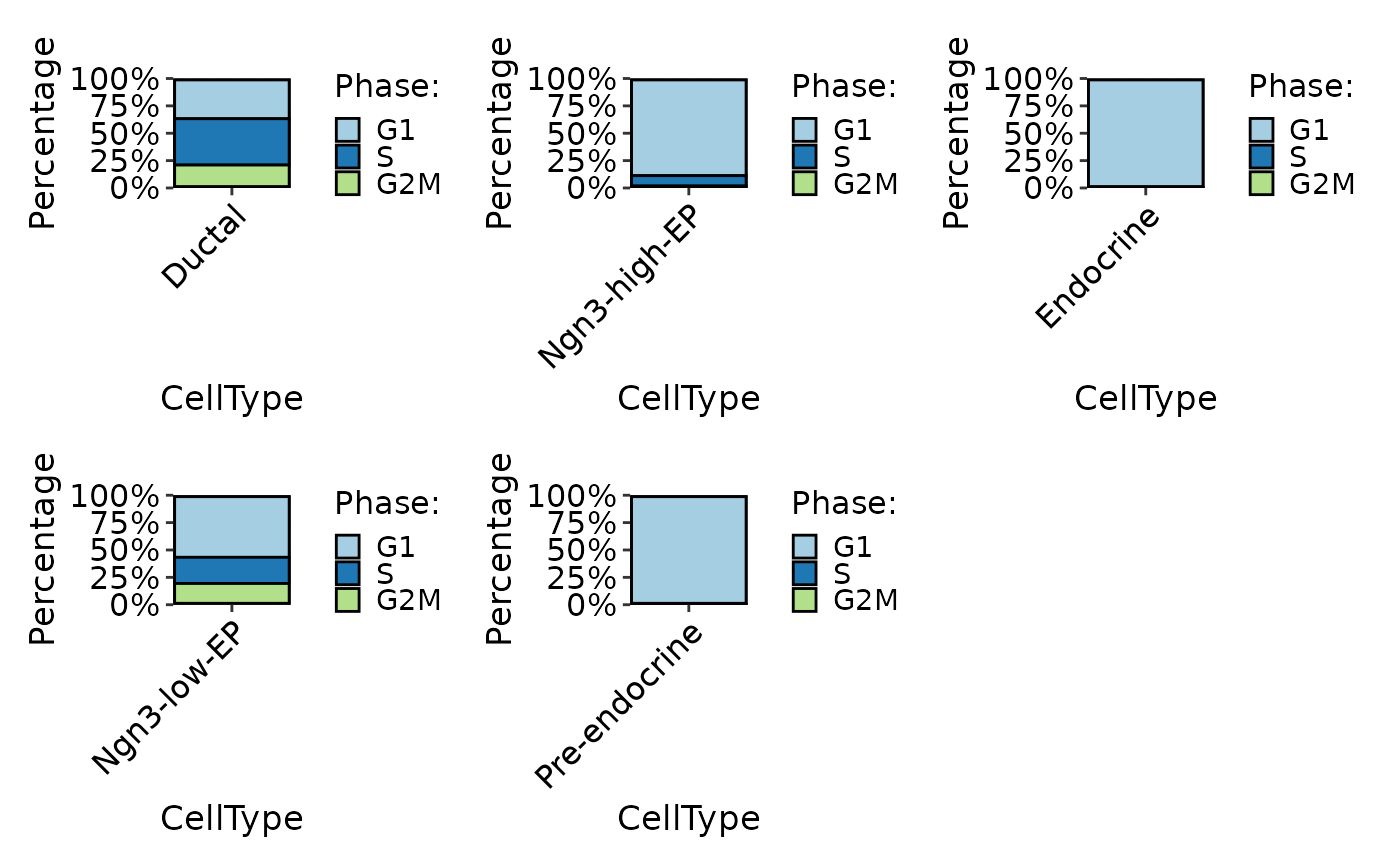 Percentage
100%
75%
50%
25%
0%
Ductal
CellType
Phase:
G1
S
G2M
Percentage
100%
75%
50%
25%
0%
Ngn3-high-EP
CellType
Phase:
G1
S
G2M
Percentage
100%
75%
50%
25%
0%
Endocrine
CellType
Phase:
G1
S
G2M
Percentage
100%
75%
50%
25%
0%
Ngn3-low-EP
CellType
Phase:
G1
S
G2M
Percentage
100%
75%
50%
25%
0%
Pre-endocrine
CellType
Phase:
G1
S
G2M